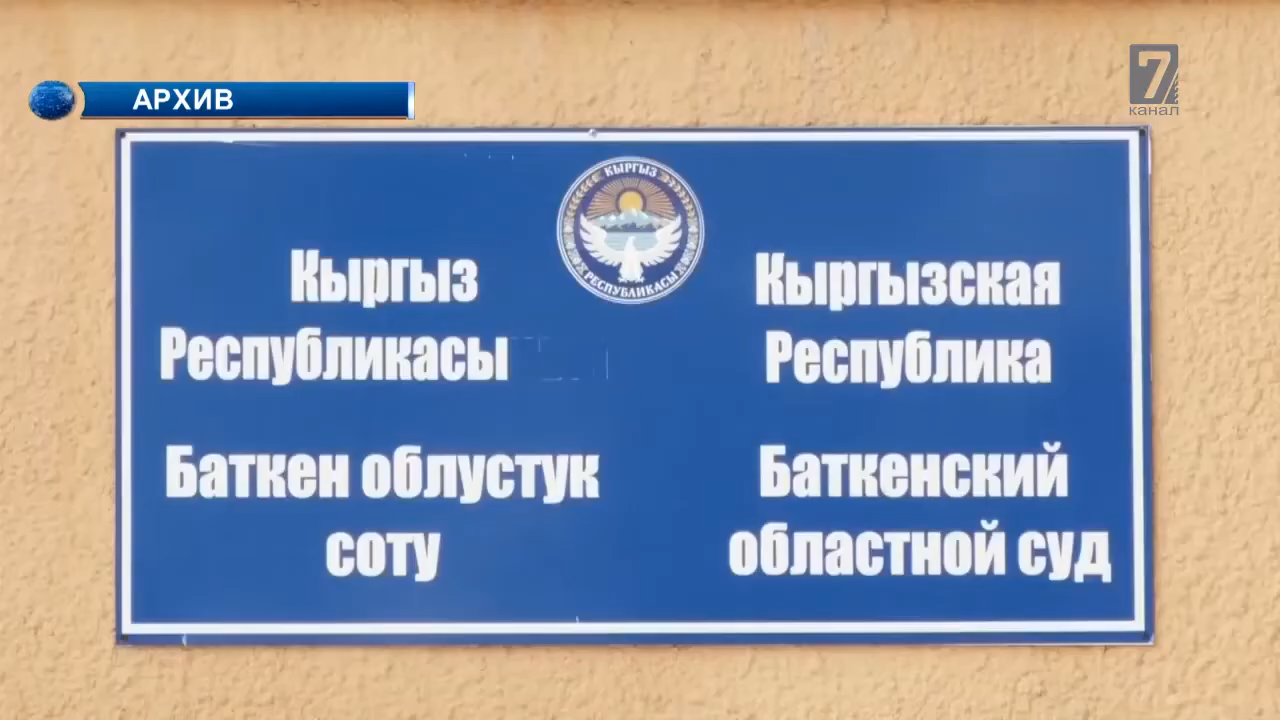 АРХИВ
7
канал
КЫРГЫЗ
РЕСПУБЛИКАСЫ
Кыргыз
Республикасы
Баткен облустук
соту
Кыргызская
Республика
Баткенский
областной суд